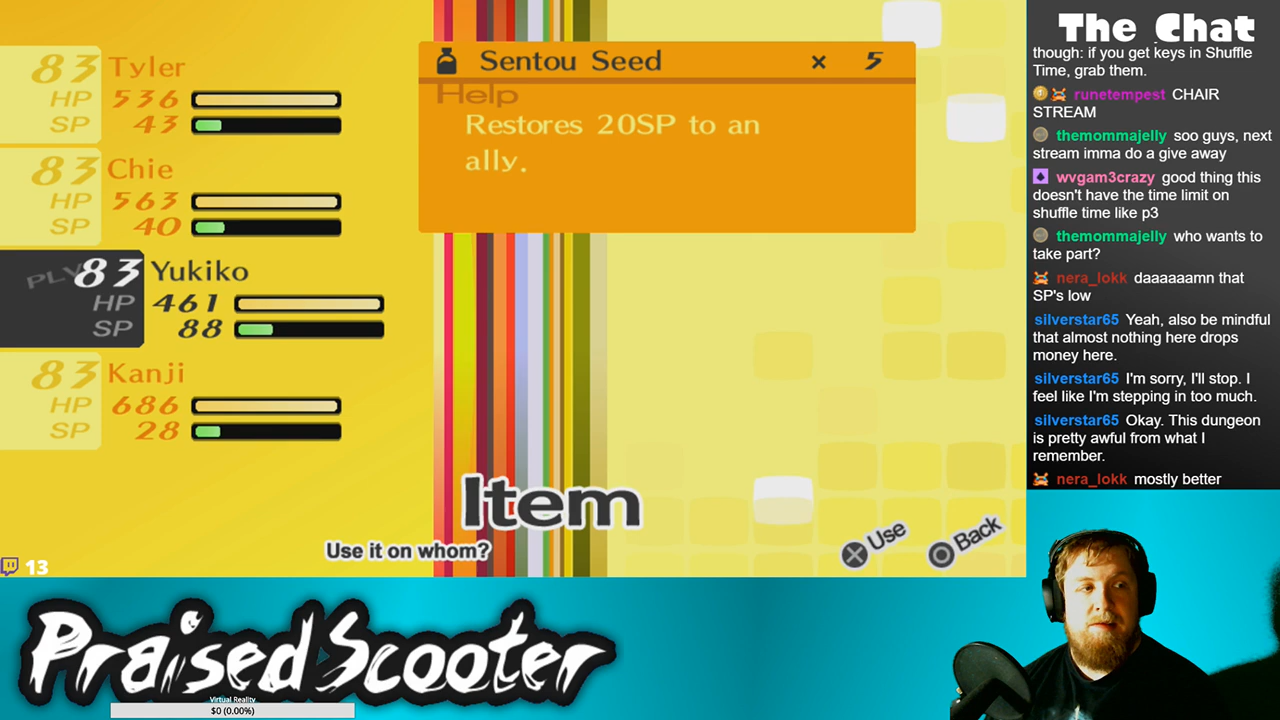 83 Tyler
HP 536
SP 43
83 Chie
HP 563
SP 40
PLV 83 Yukiko
HP 461
SP 88
83 Kanji
HP 686
SP 28
Sentou Seed × 5
Help
Restores 20SP to an
ally.
Item
Use it on whom?
Use
Back
13
The Chat
though: if you get keys in Shuffle
Time, grab them.
runetempest CHAIR
STREAM
themommajelly soo guys, next
stream imma do a give away
wvgam3crazy good thing this
doesn't have the time limit on
shuffle time like p3
themommajelly who wants to
take part?
nera_lokk daaaaaamn that
SP's low
silverstar65 Yeah, also be mindful
that almost nothing here drops
money here.
silverstar65 I'm sorry, I'll stop. I
feel like I'm stepping in too much.
silverstar65 Okay. This dungeon
is pretty awful from what I
remember.
nera_lokk mostly better
PraisedScooter
Virtual Reality
$0 (0.00%)